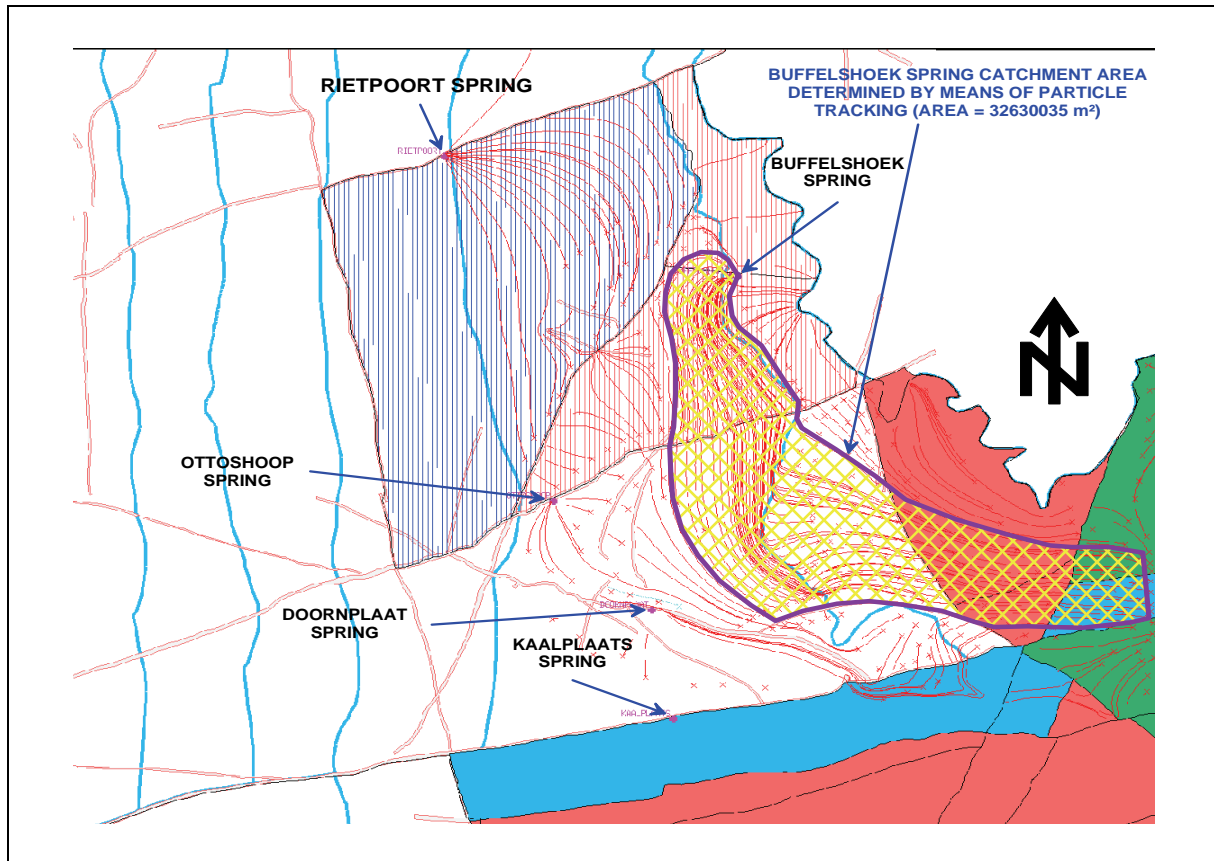 RIETPOORT SPRING
BUFFELSHOEK SPRING CATCHMENT AREA
DETERMINED BY MEANS OF PARTICLE
TRACKING (AREA = 32630035 m²)
RIETPOORT
BUFFELSHOEK
SPRING
N
OTTOSHOOP
SPRING
DOORNPLAAT
SPRING
KAALPLAATS
SPRING